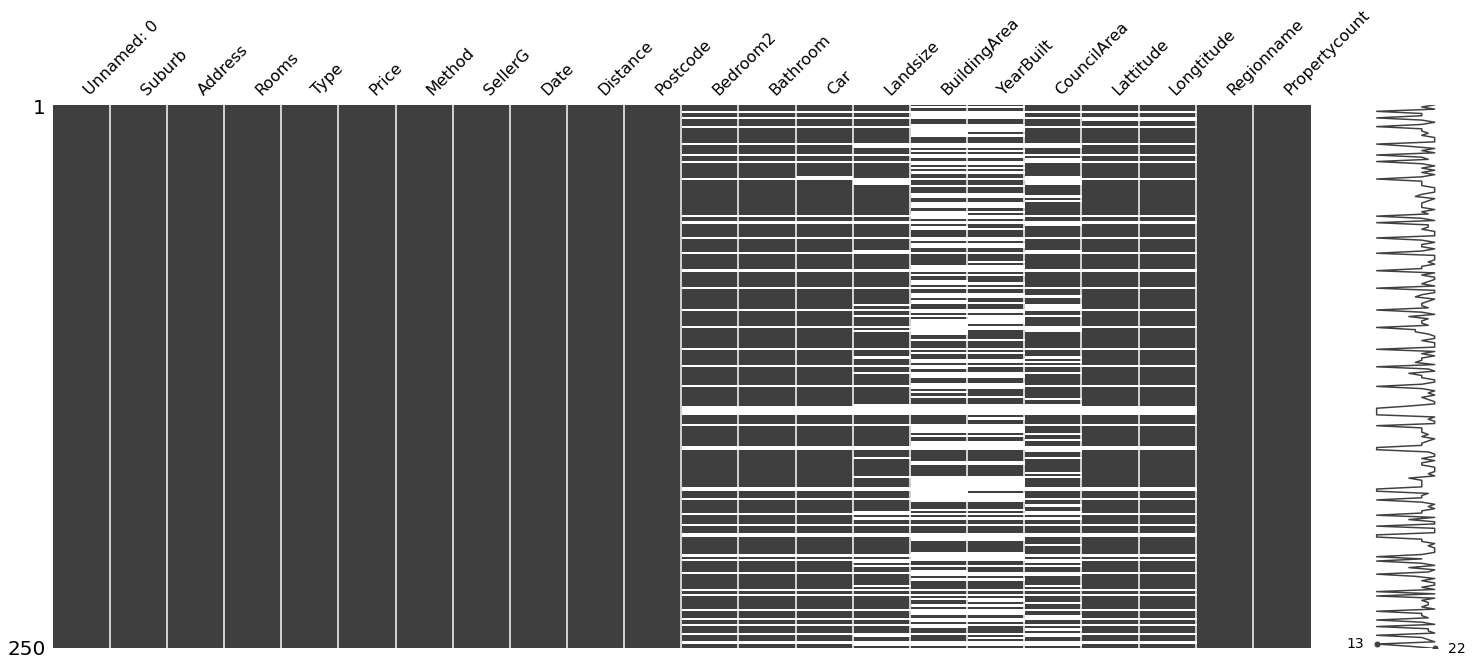 Unnamed: 0
Suburb
Address
Rooms
Type
Price
Method
SellerG
Date
Distance
Postcode
Bedroom2
Bathroom
Car
Landsize
BuildingArea
YearBuilt
CouncilArea
Lattitude
Longtitude
Regionname
Propertycount
1
250
13
22